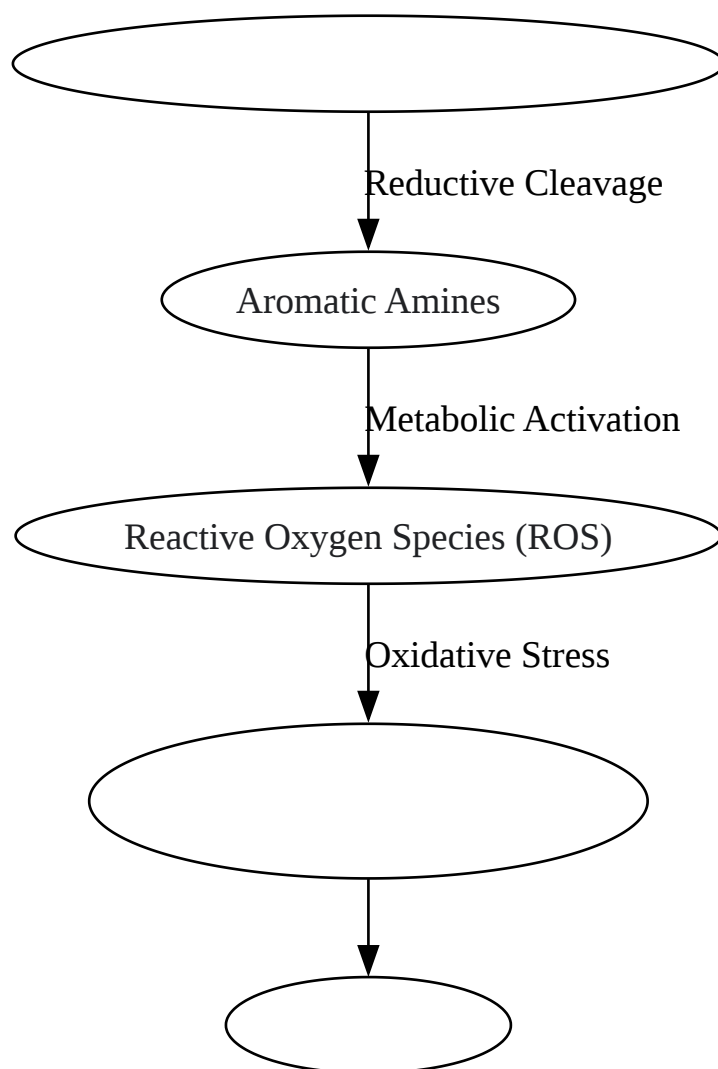 Reductive Cleavage
Aromatic Amines
Metabolic Activation
Reactive Oxygen Species (ROS)
Oxidative Stress